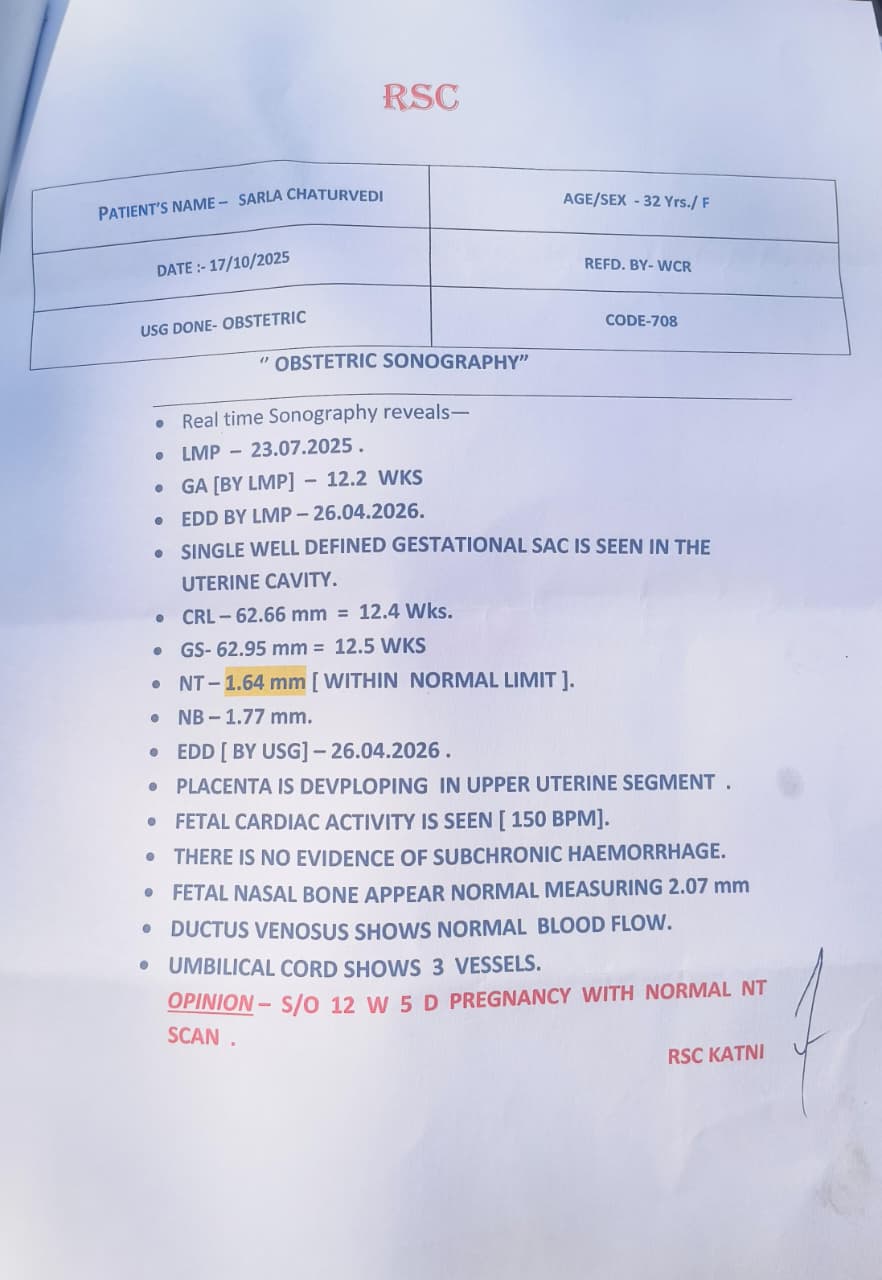 RSC
PATIENT'S NAME – SARLA CHATURVEDI
AGE/SEX - 32 Yrs./ F
DATE :- 17/10/2025
REFD. BY- WCR
USG DONE- OBSTETRIC
CODE-708
" OBSTETRIC SONOGRAPHY"
• Real time Sonography reveals—
• LMP – 23.07.2025 .
• GA [BY LMP] – 12.2 WKS
• EDD BY LMP – 26.04.2026.
• SINGLE WELL DEFINED GESTATIONAL SAC IS SEEN IN THE
UTERINE CAVITY.
• CRL – 62.66 mm = 12.4 Wks.
• GS- 62.95 mm = 12.5 WKS
• NT – 1.64 mm [ WITHIN NORMAL LIMIT ].
• NB – 1.77 mm.
• EDD [ BY USG] – 26.04.2026 .
• PLACENTA IS DEVPLOPING IN UPPER UTERINE SEGMENT .
• FETAL CARDIAC ACTIVITY IS SEEN [ 150 BPM].
• THERE IS NO EVIDENCE OF SUBCHRONIC HAEMORRHAGE.
• FETAL NASAL BONE APPEAR NORMAL MEASURING 2.07 mm
• DUCTUS VENOSUS SHOWS NORMAL BLOOD FLOW.
• UMBILICAL CORD SHOWS 3 VESSELS.
OPINION – S/O 12 W 5 D PREGNANCY WITH NORMAL NT
SCAN .
RSC KATNI